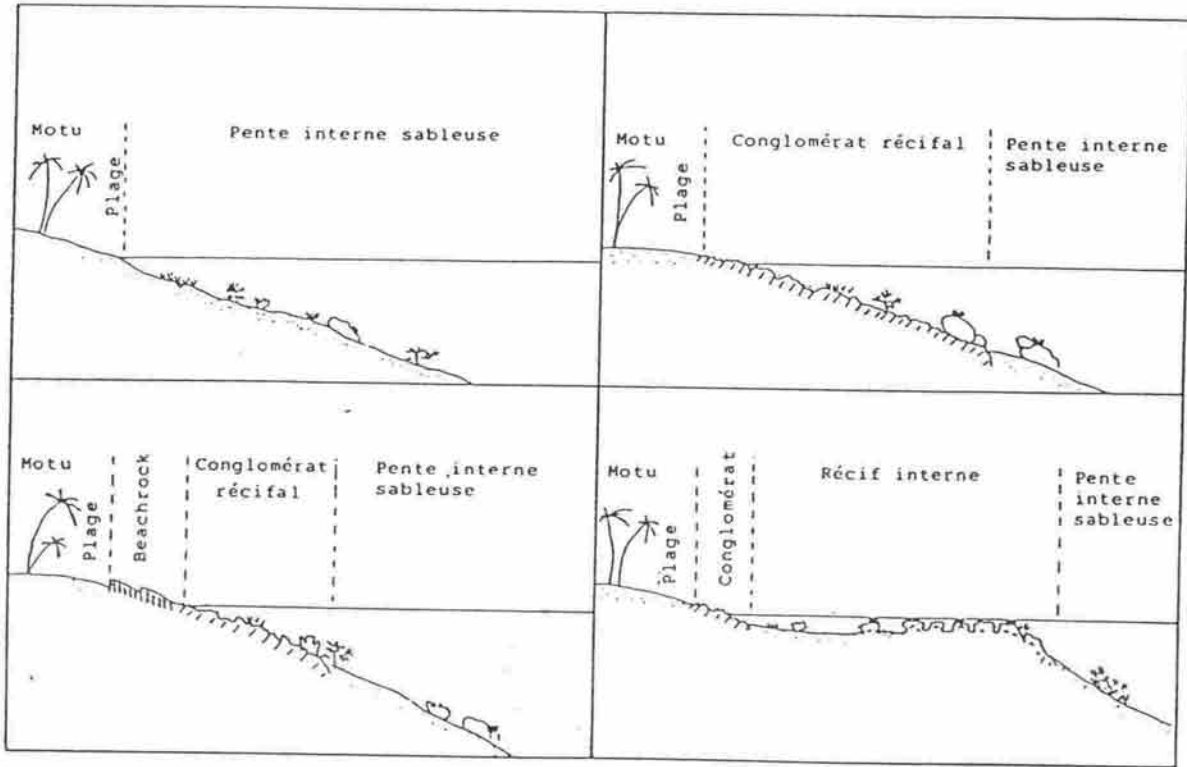 Motu
Plage
Pente interne sableuse
Motu
Plage
Conglomérat récifal
Pente interne
sableuse
Motu
Plage
Beachrock
Conglomérat
récifal
Pente interne
sableuse
Motu
Plage
Conglomérat
Récif interne
Pente
interne
sableuse